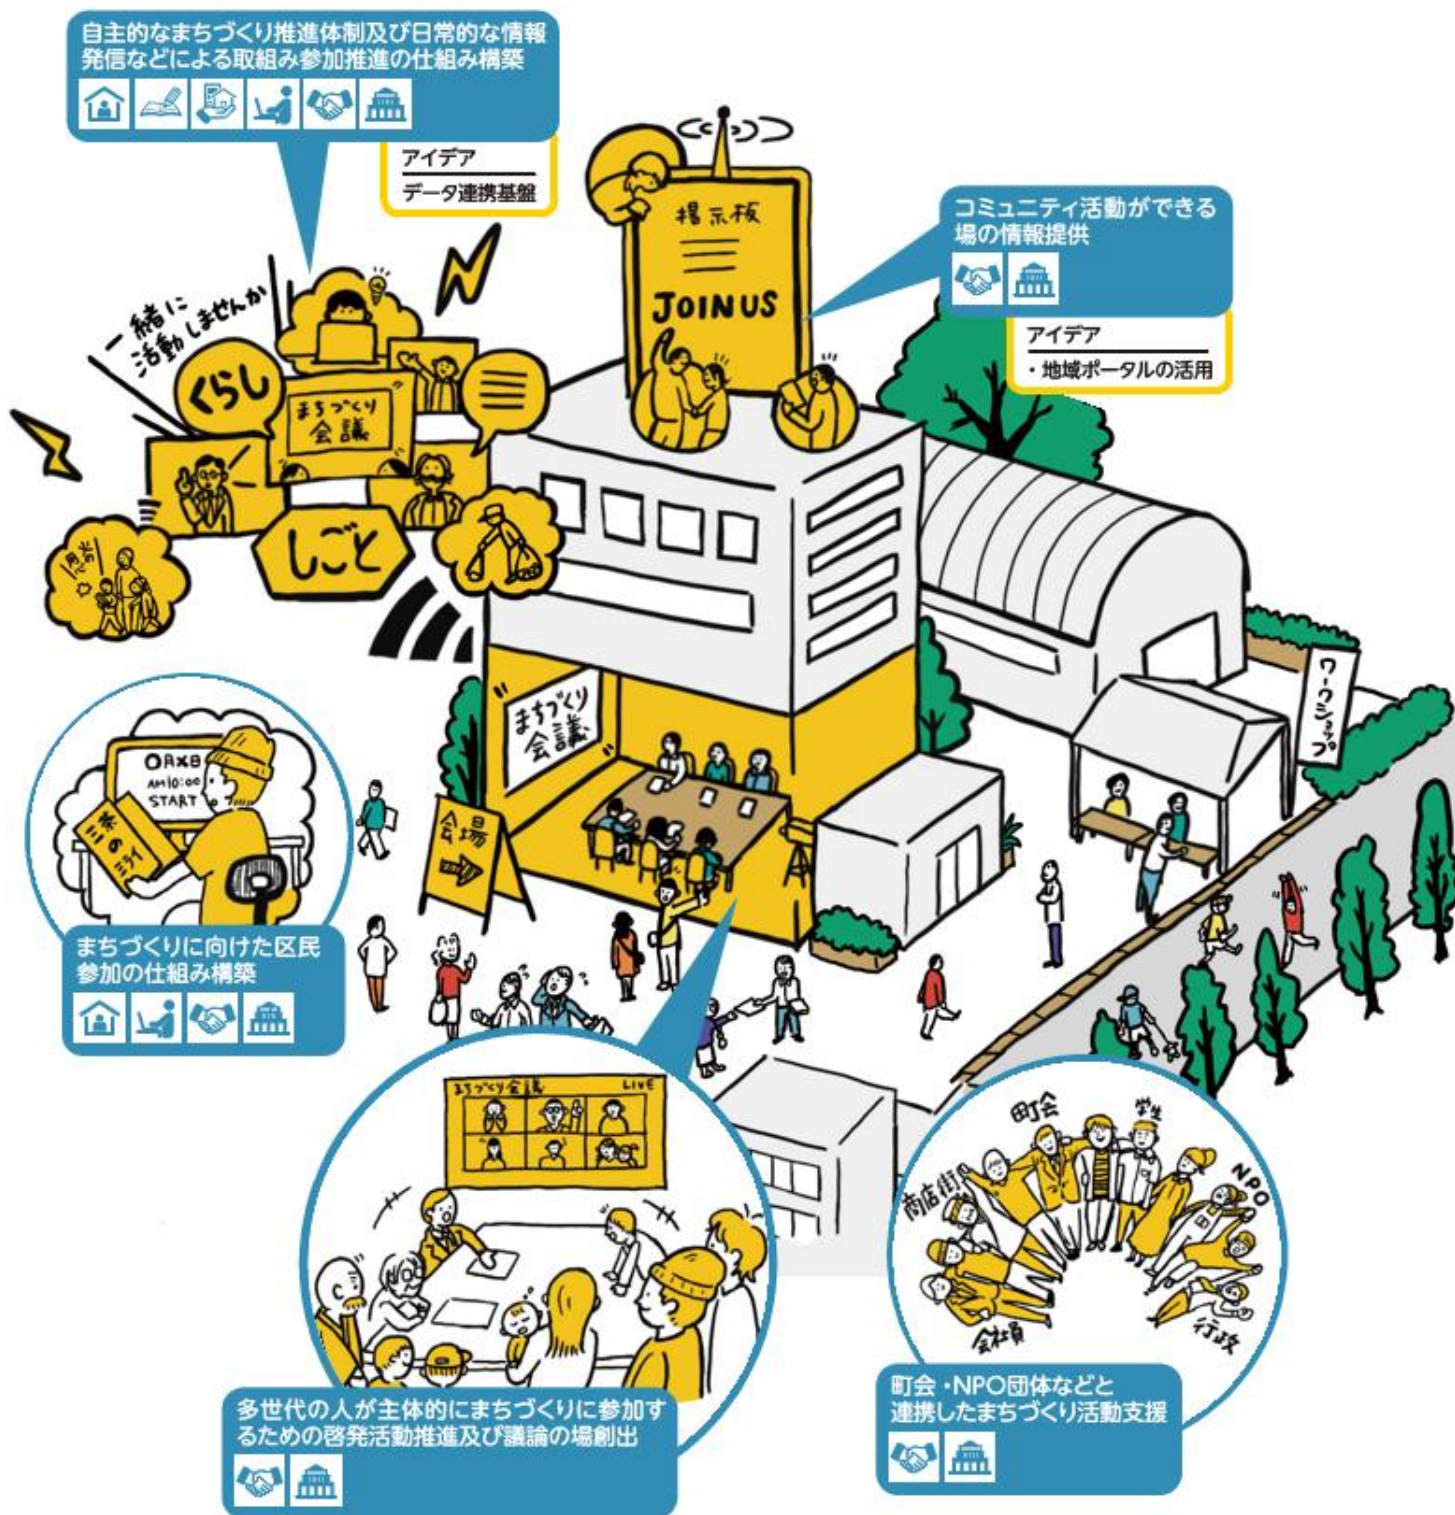 自主的なまちづくり推進体制及び日常的な情報
発信などによる取組み参加推進の仕組み構築
アイデア
データ連携基盤
掲示板
JOIN US
コミュニティ活動ができる
場の情報提供
アイデア
・地域ポータルの活用
一緒に
活動しませんか
くらし
まちづくり
会議
しごと
火の
用心
まちづくり
会議
会場
ワークショップ
〇月×日
AM10:00
START
まちづくりに向けた区民
参加の仕組み構築
まちづくり会議
LIVE
多世代の人が主体的にまちづくりに参加す
るための啓発活動推進及び議論の場創出
町会
学生
商店街
NPO
会社員
行政
町会・NPO団体などと
連携したまちづくり活動支援